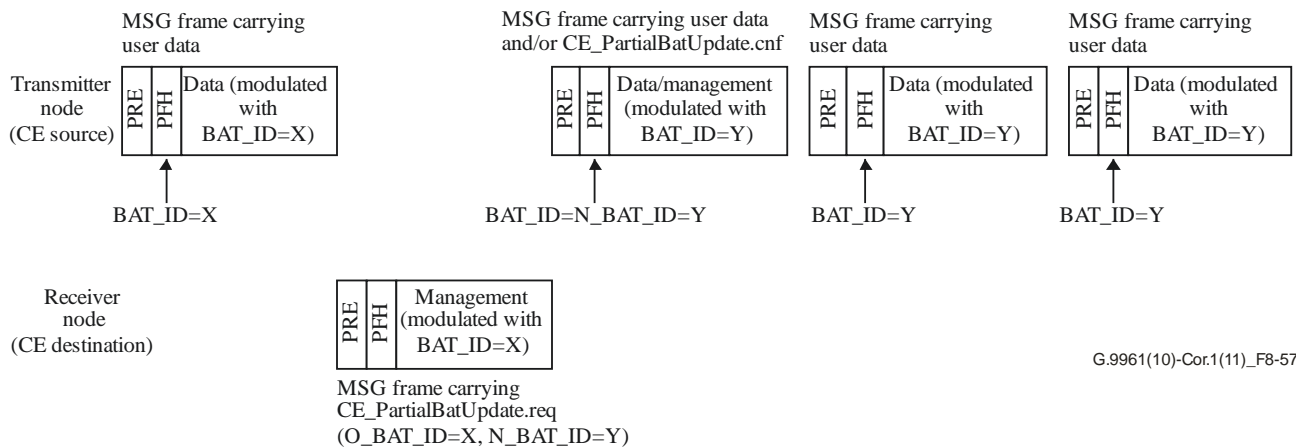 MSG frame carrying
user data
MSG frame carrying user data
and/or CE_PartialBatUpdate.cnf
MSG frame carrying
user data
MSG frame carrying
user data
Transmitter
node
(CE source)
PRE
PFH
Data (modulated
with
BAT_ID=X)
PRE
PFH
Data/management
(modulated with
BAT_ID=Y)
PRE
PFH
Data (modulated
with
BAT_ID=Y)
PRE
PFH
Data (modulated
with
BAT_ID=Y)
BAT_ID=X
BAT_ID=N_BAT_ID=Y
BAT_ID=Y
BAT_ID=Y
Receiver
node
(CE destination)
PRE
PFH
Management
(modulated with
BAT_ID=X)
MSG frame carrying
CE_PartialBatUpdate.req
(O_BAT_ID=X, N_BAT_ID=Y)
G.9961(10)-Cor.1(11)_F8-57